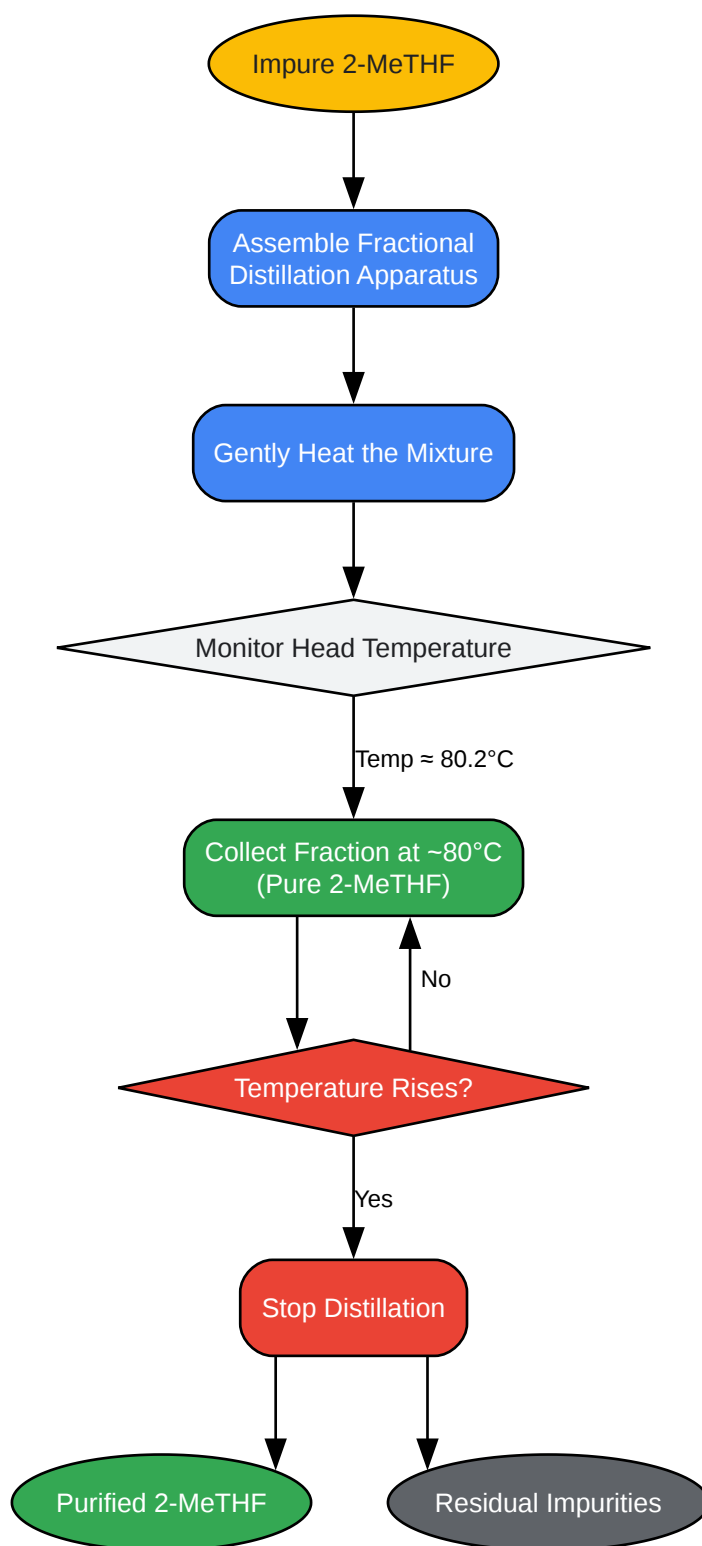 Impure 2-MeTHF
Assemble Fractional
Distillation Apparatus
Gently Heat the Mixture
Monitor Head Temperature
Temp ≈ 80.2°C
Collect Fraction at ~80°C
(Pure 2-MeTHF)
No
Temperature Rises?
Yes
Stop Distillation
Purified 2-MeTHF
Residual Impurities